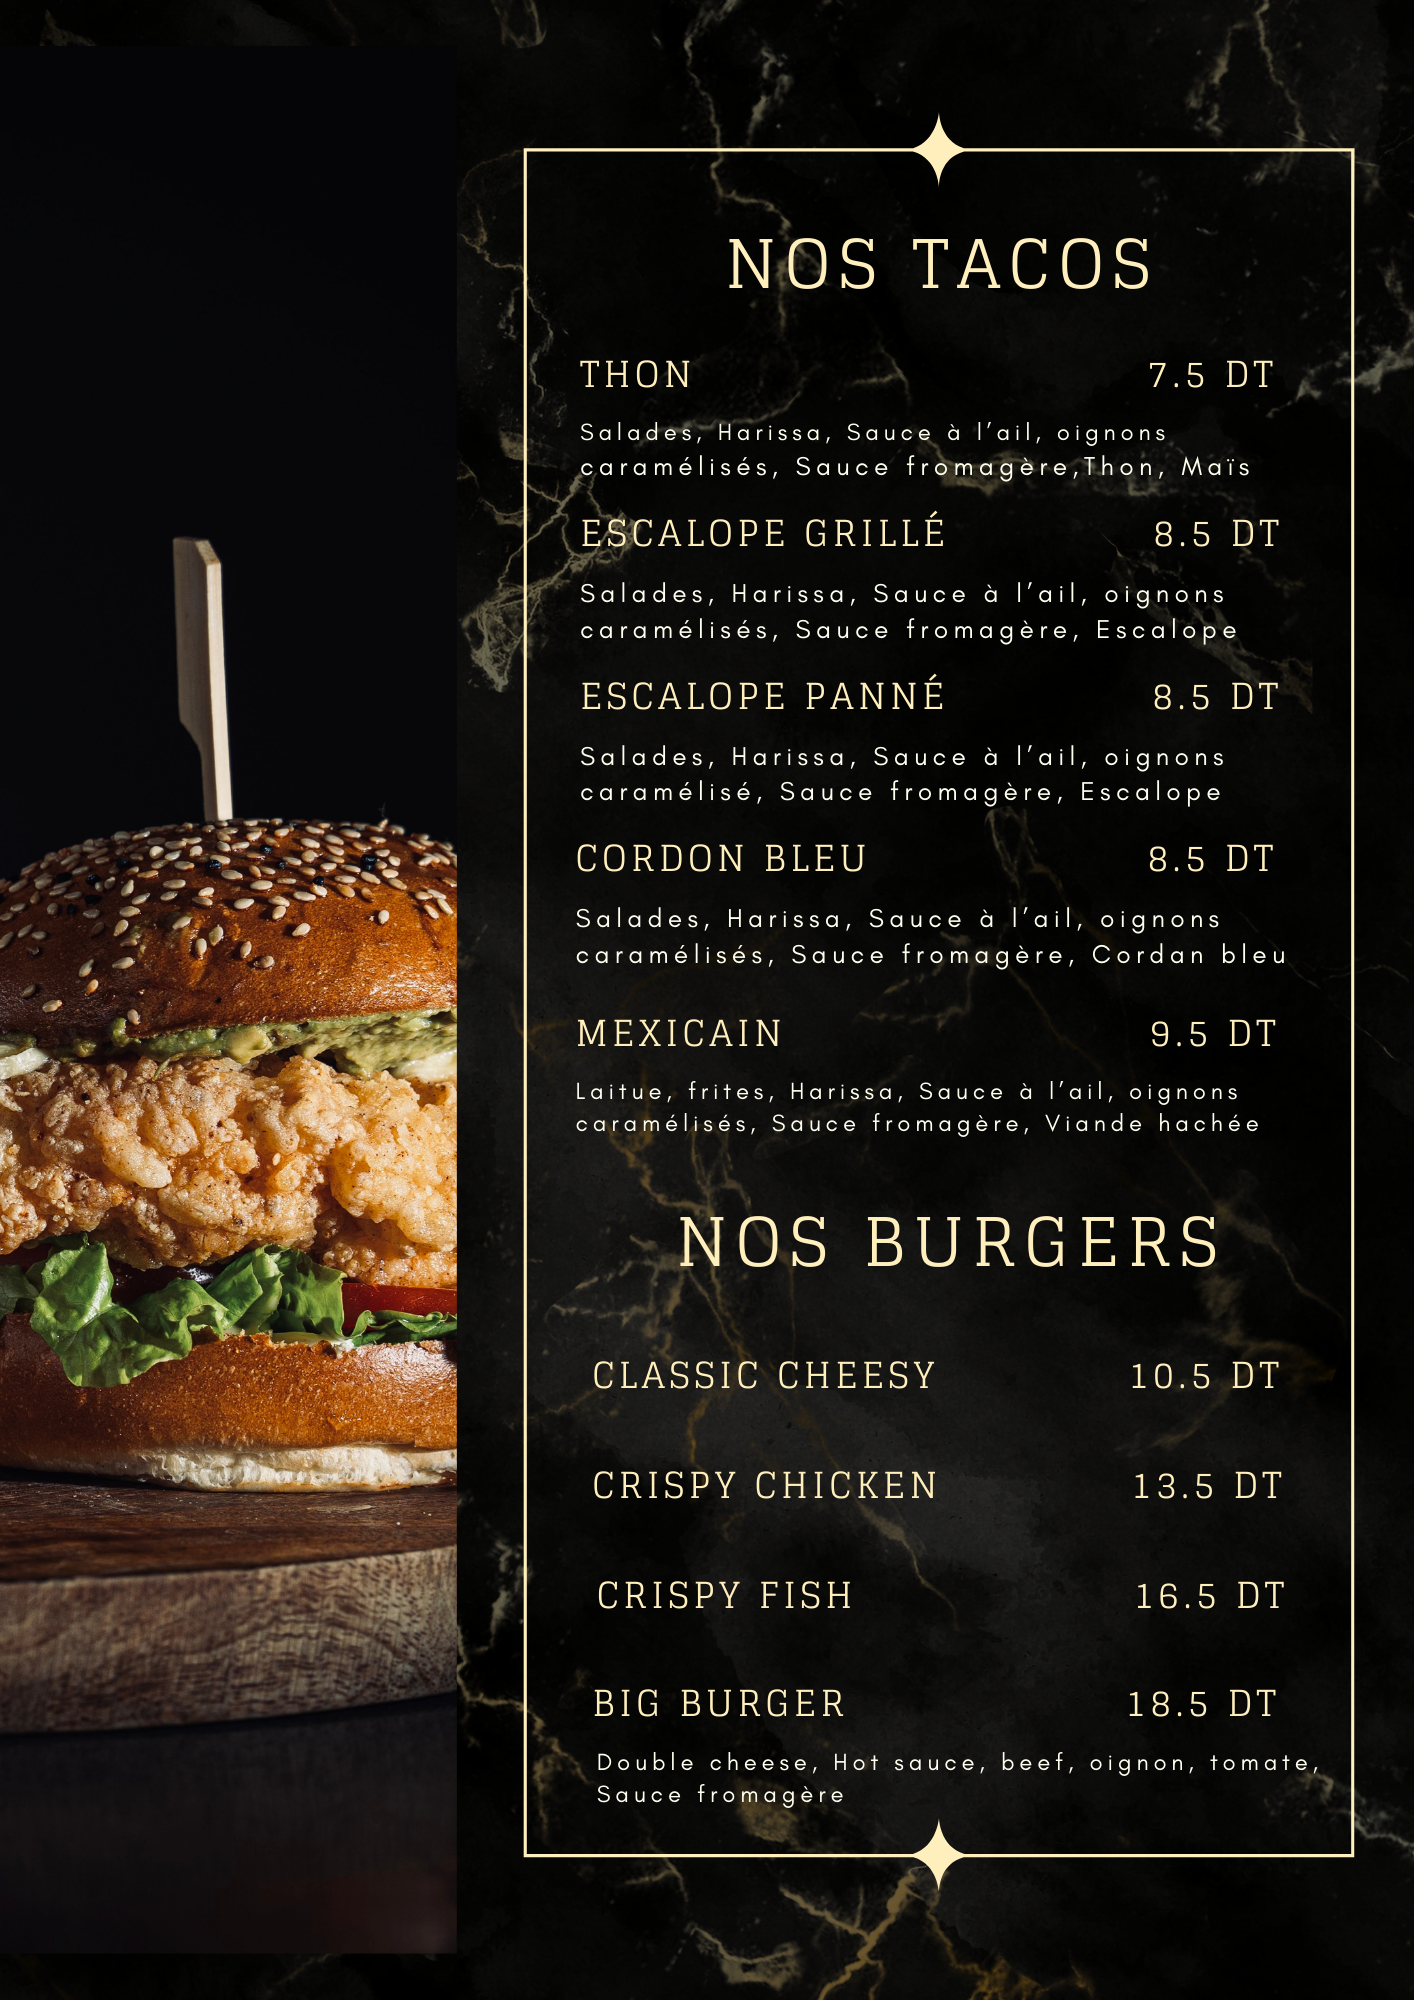 NOS TACOS
THON 7.5 DT
Salades, Harissa, Sauce à l’ail, oignons
caramélisés, Sauce fromagère,Thon, Maïs
ESCALOPE GRILLÉ 8.5 DT
Salades, Harissa, Sauce à l’ail, oignons
caramélisés, Sauce fromagère, Escalope
ESCALOPE PANNÉ 8.5 DT
Salades, Harissa, Sauce à l’ail, oignons
caramélisé, Sauce fromagère, Escalope
CORDON BLEU 8.5 DT
Salades, Harissa, Sauce à l’ail, oignons
caramélisés, Sauce fromagère, Cordan bleu
MEXICAIN 9.5 DT
Laitue, frites, Harissa, Sauce à l’ail, oignons
caramélisés, Sauce fromagère, Viande hachée
NOS BURGERS
CLASSIC CHEESY 10.5 DT
CRISPY CHICKEN 13.5 DT
CRISPY FISH 16.5 DT
BIG BURGER 18.5 DT
Double cheese, Hot sauce, beef, oignon, tomate,
Sauce fromagère